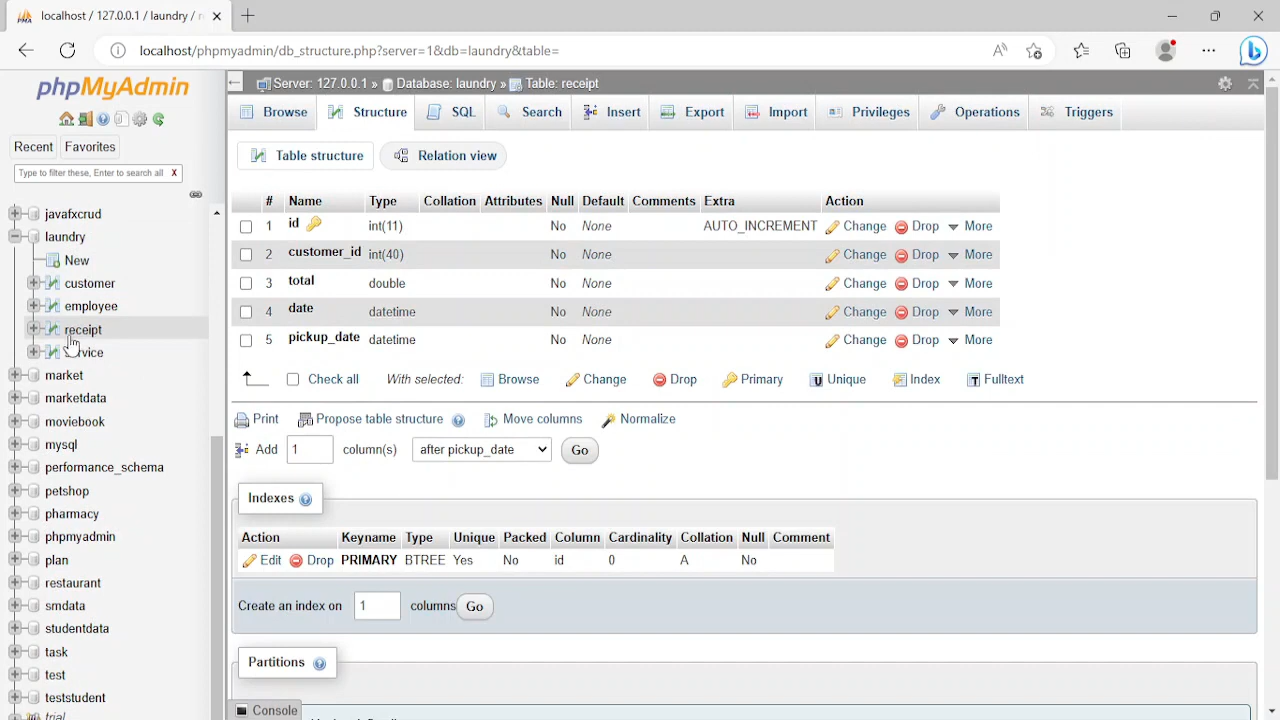 localhost / 127.0.0.1 / laundry / r
localhost/phpmyadmin/db_structure.php?server=1&db=laundry&table=
phpMyAdmin
Recent Favorites
Type to filter these, Enter to search all X
javafxcrud
laundry
New
customer
employee
receipt
market
marketdata
moviebook
mysql
performance_schema
petshop
pharmacy
phpmyadmin
plan
restaurant
smdata
studentdata
task
test
teststudent
trial
Server: 127.0.0.1 » Database: laundry » Table: receipt
Browse Structure SQL Search Insert Export Import Privileges Operations Triggers
Table structure Relation view
# Name Type Collation Attributes Null Default Comments Extra Action
1 id int(11) No None AUTO_INCREMENT Change Drop More
2 customer_id int(40) No None Change Drop More
3 total double No None Change Drop More
4 date datetime No None Change Drop More
5 pickup_date datetime No None Change Drop More
Check all With selected: Browse Change Drop Primary Unique Index Fulltext
Print Propose table structure Move columns Normalize
Add 1 column(s) after pickup_date Go
Indexes
Action Keyname Type Unique Packed Column Cardinality Collation Null Comment
Edit Drop PRIMARY BTREE Yes No id 0 A No
Create an index on 1 columns Go
Partitions
Console